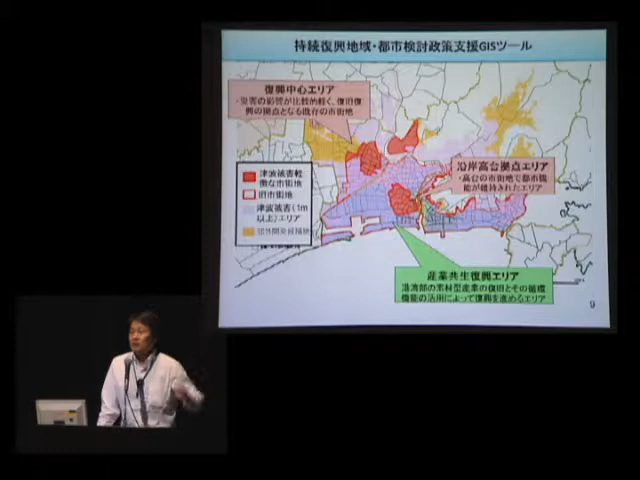 持続復興地域・都市検討政策支援GISツール
復興中心エリア
・災害の影響が比較的軽く、復旧復
興の拠点となる既存の市街地
津波被害軽
微な市街地
旧市街地
津波被害(1m
以上)エリア
沿岸高台拠点エリア
・高台の市街地で都市機
能が維持されたエリア
産業共生復興エリア
港湾部の素材型産業の復旧とその循環
機能の活用によって復興を進めるエリア
9